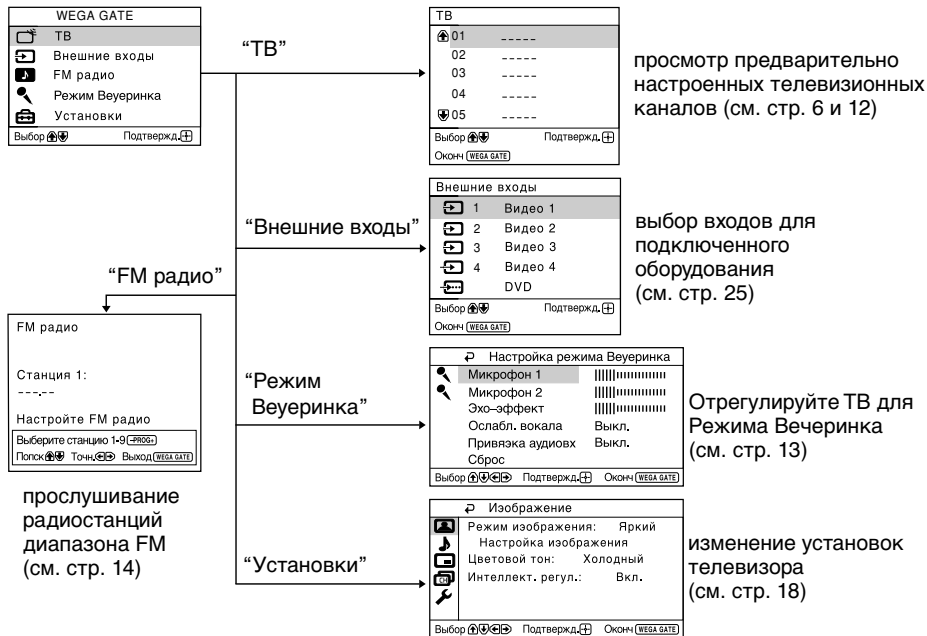 WEGA GATE
ТВ
Внешние входы
FM радио
Режим Веуеринка
Установки
Выбор Подтвержд.
“ТВ”
ТВ
01 -----
02 -----
03 -----
04 -----
05 -----
Выбор Подтвержд.
Оконч WEGA GATE
просмотр предварительно
настроенных телевизионных
каналов (см. стр. 6 и 12)
“Внешние входы”
Внешние входы
1 Видео 1
2 Видео 2
3 Видео 3
4 Видео 4
DVD
Выбор Подтвержд.
Оконч WEGA GATE
выбор входов для
подключенного
оборудования
(см. стр. 25)
“FM радио”
FM радио
Станция 1:
---.--
Настройте FM радио
Выберите станцию 1-9 -PROG+
Попск Точн. Выход WEGA GATE
прослушивание
радиостанций
диапазона FM
(см. стр. 14)
“Режим
Веуеринка”
Настройка режима Веуеринка
Микрофон 1
Микрофон 2
Эхо–эффект
Ослабл. вокала Выкл.
Привяэка аудиовх Выкл.
Сброс
Выбор Подтвержд. Оконч WEGA GATE
Отрегулируйте ТВ для
Режима Вечеринка
(см. стр. 13)
“Установки”
Изображение
Режим изображения: Яркий
Настройка изображения
Цветовой тон: Холодный
Интеллект. регул.: Вкл.
CH
Выбор Подтвержд. Оконч WEGA GATE
изменение установок
телевизора
(см. стр. 18)